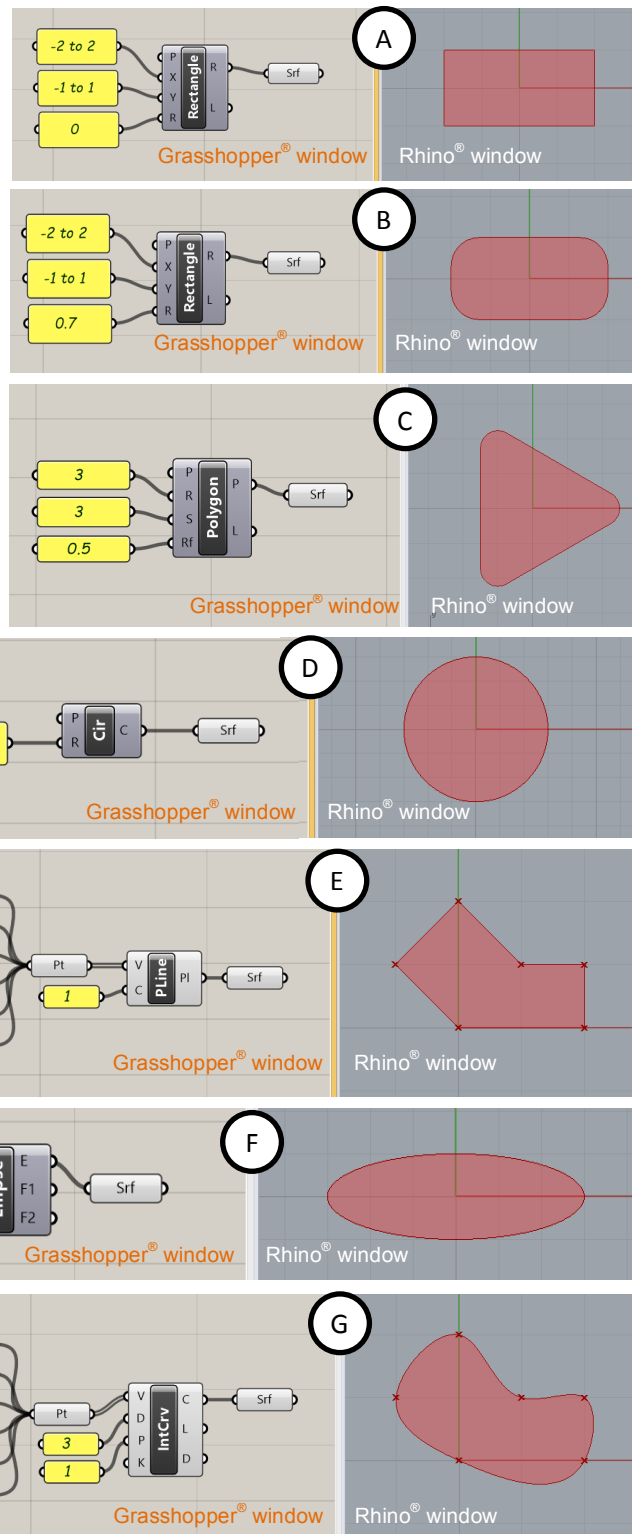 A
-2 to 2
-1 to 1
0
P
X
Y
R
Rectangle
R
L
Srf
Grasshopper® window
Rhino® window
B
-2 to 2
-1 to 1
0.7
P
X
Y
R
Rectangle
R
L
Srf
Grasshopper® window
Rhino® window
C
3
3
0.5
P
R
S
Rf
Polygon
P
L
Srf
Grasshopper® window
Rhino® window
D
P
R
Cir
C
Srf
Grasshopper® window
Rhino® window
E
Pt
1
V
C
PLine
Pl
Srf
Grasshopper® window
Rhino® window
F
E
F1
F2
Srf
Grasshopper® window
Rhino® window
G
Pt
3
1
V
D
P
K
IntCrv
C
L
D
Srf
Grasshopper® window
Rhino® window